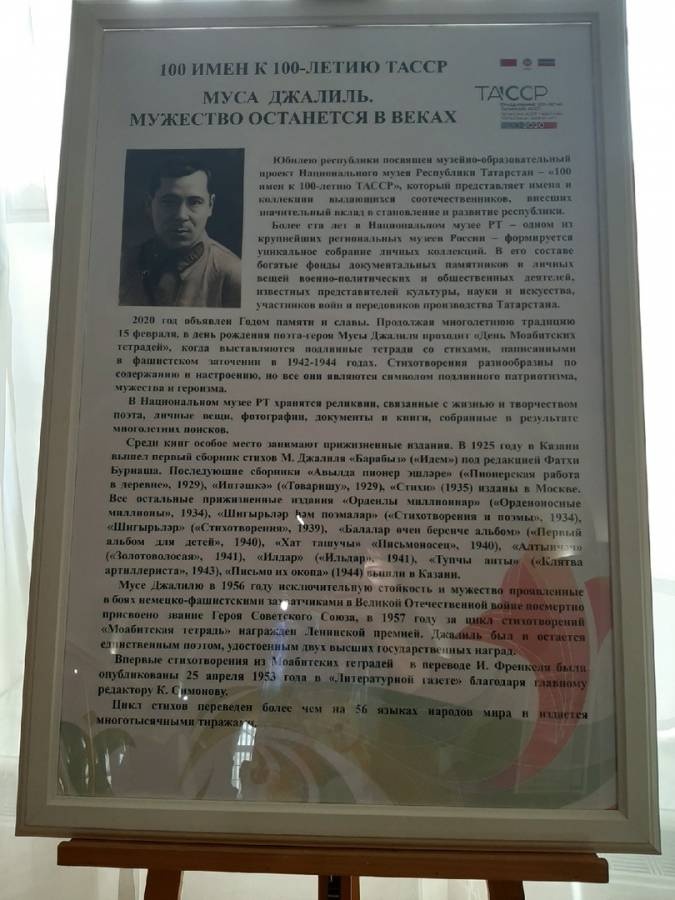 100 ИМЕН К 100-ЛЕТИЮ ТАССР
МУСА ДЖАЛИЛЬ.
МУЖЕСТВО ОСТАНЕТСЯ В ВЕКАХ
ТАССР
2020
Юбилею республики посвящен музейно-образовательный
проект Национального музея Республики Татарстан – «100
имен к 100-летию ТАССР», который представляет имена и
коллекции выдающихся соотечественников, внесших
значительный вклад в становление и развитие республики.
Более ста лет в Национальном музее РТ – одном из
крупнейших региональных музеев России – формируется
уникальное собрание личных коллекций. В его составе
богатые фонды документальных памятников и личных
вещей военно-политических и общественных деятелей,
известных представителей культуры, науки и искусства,
участников войн и передовиков производства Татарстана.
2020 год объявлен Годом памяти и славы. Продолжая многолетнюю традицию
15 февраля, в день рождения поэта-героя Мусы Джалиля проходит «День Моабитских
тетрадей», когда выставляются подлинные тетради со стихами, написанными
в фашистском заточении в 1942-1944 годах. Стихотворения разнообразны по
содержанию и настроению, но все они являются символом подлинного патриотизма,
мужества и героизма.
В Национальном музее РТ хранятся реликвии, связанные с жизнью и творчеством
поэта, личные вещи, фотографии, документы и книги, собранные в результате
многолетних поисков.
Среди книг особое место занимают прижизненные издания. В 1925 году в Казани
вышел первый сборник стихов М. Джалиля «Барабыз» («Идем») под редакцией Фатхи
Бурнаша. Последующие сборники «Авылда пионер эшләре» («Пионерская работа
в деревне», 1929), «Иптәшкә» («Товарищу», 1929), «Стихи» (1935) изданы в Москве.
Все остальные прижизненные издания «Орденлы миллионнар» («Орденоносные
миллионы», 1934), «Шигырьләр һәм поэмалар» («Стихотворения и поэмы», 1934),
«Шигырьләр» («Стихотворения», 1939), «Балалар өчен беренче альбом» («Первый
альбом для детей», 1940), «Хат ташучы» «Письмоносец», 1940), «Алтынчәч»
(«Золотоволосая», 1941), «Илдар» («Ильдар», 1941), «Тупчы анты» («Клятва
артиллериста», 1943), «Письмо из окопа» (1944) вышли в Казани.
Мусе Джалилю в 1956 году исключительную стойкость и мужество проявленные
в боях немецко-фашистскими захватчиками в Великой Отечественной войне посмертно
присвоено звание Героя Советского Союза, в 1957 году за цикл стихотворений
«Моабитская тетрадь» награжден Ленинской премией. Джалиль был и остается
единственным поэтом, удостоенным двух высших государственных наград.
Впервые стихотворения из Моабитских тетрадей в переводе И. Френкеля были
опубликованы 25 апреля 1953 года в «Литературной газете» благодаря главному
редактору К. Симонову.
Цикл стихов переведен более чем на 56 языках народов мира и издается
многотысячными тиражами.